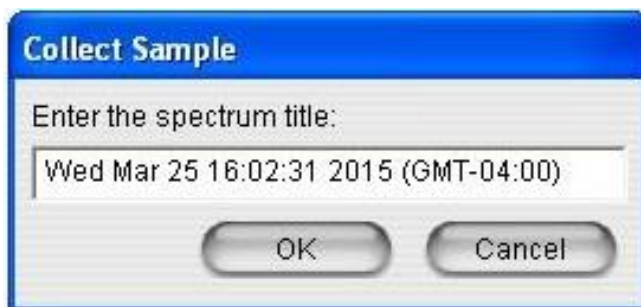 Collect Sample
Enter the spectrum title:
Wed Mar 25 16:02:31 2015 (GMT-04:00)
OK Cancel